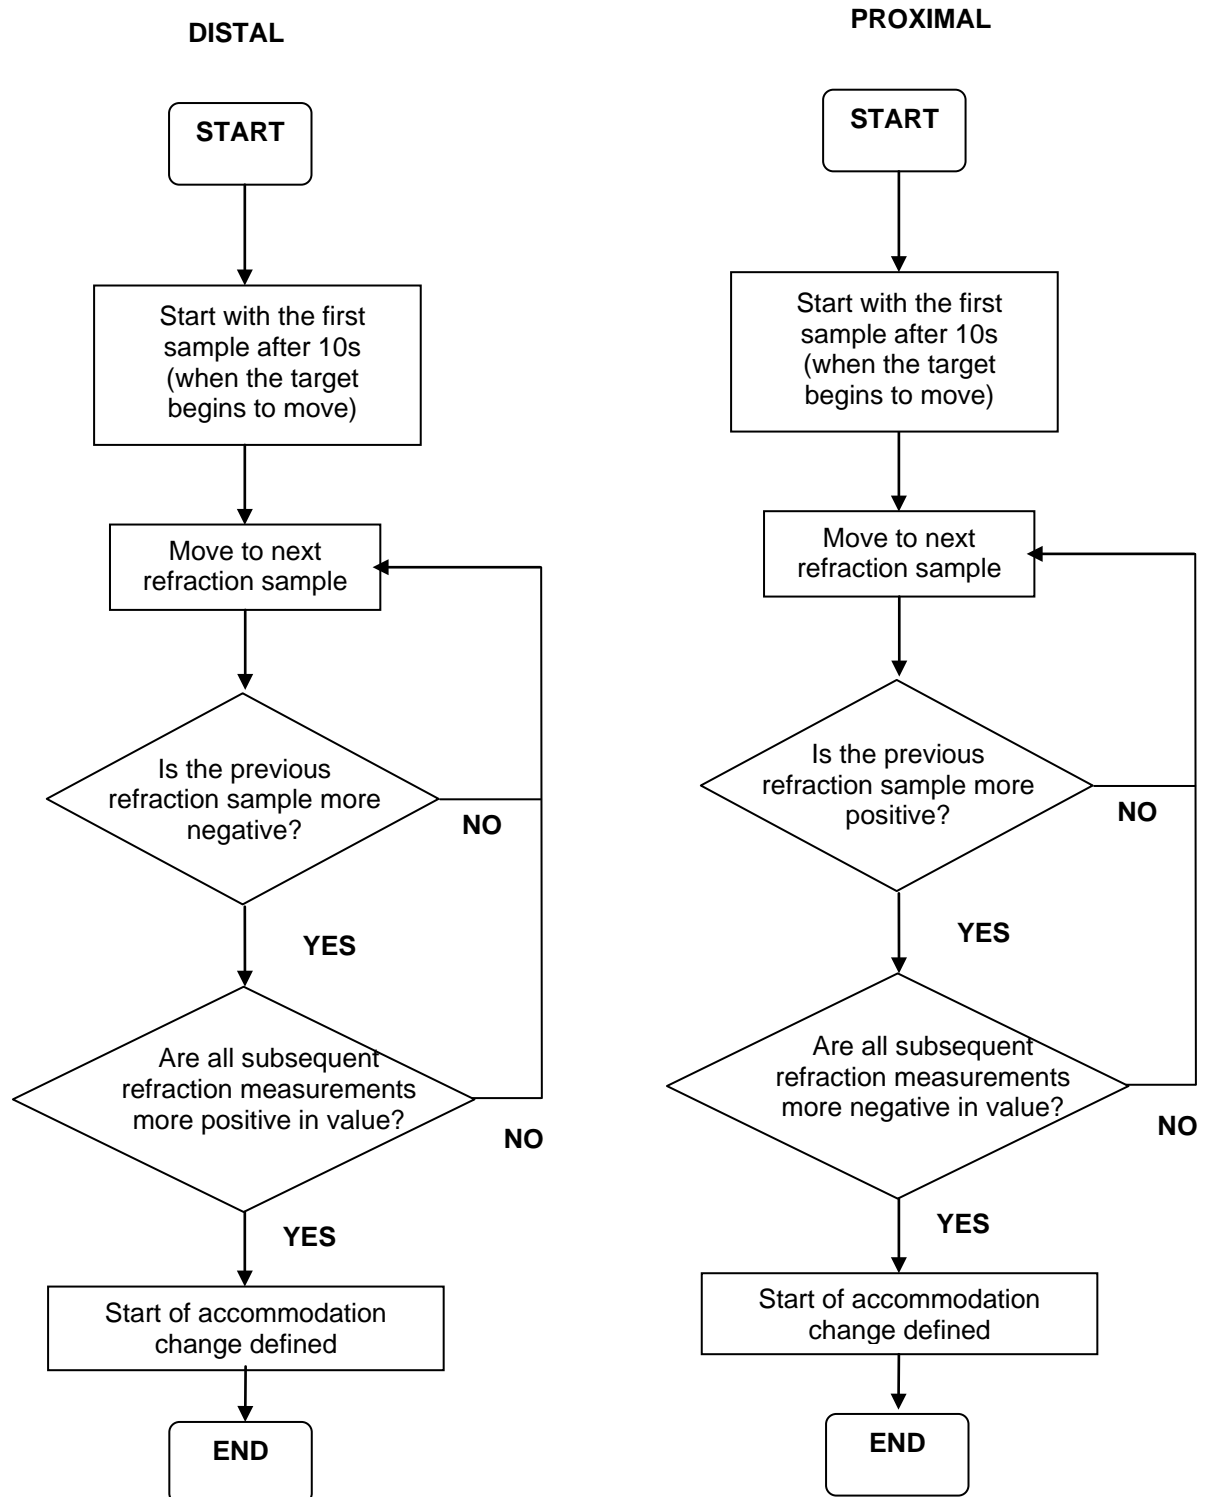 DISTAL
START
Start with the first
sample after 10s
(when the target
begins to move)
Move to next
refraction sample
Is the previous
refraction sample more
negative?
NO
YES
Are all subsequent
refraction measurements
more positive in value?
NO
YES
Start of accommodation
change defined
END
PROXIMAL
START
Start with the first
sample after 10s
(when the target
begins to move)
Move to next
refraction sample
Is the previous
refraction sample more
positive?
NO
YES
Are all subsequent
refraction measurements
more negative in value?
NO
YES
Start of accommodation
change defined
END